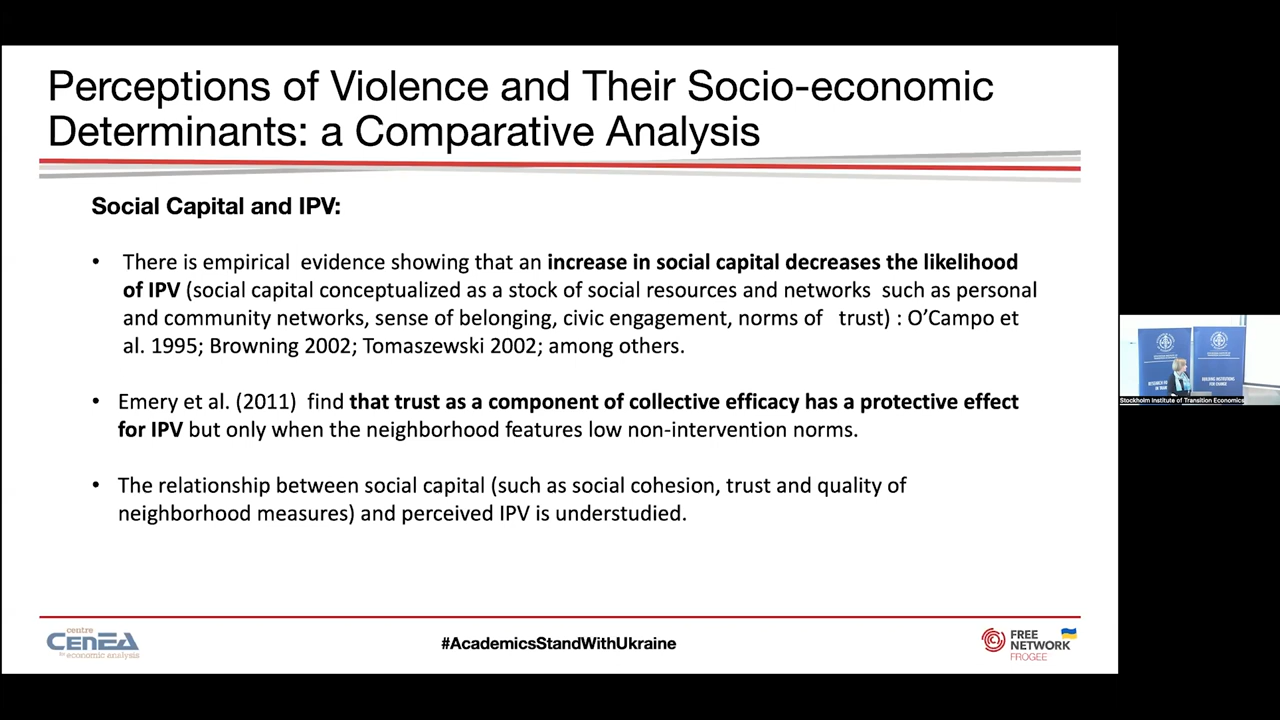 Perceptions of Violence and Their Socio-economic
Determinants: a Comparative Analysis
Social Capital and IPV:
• There is empirical evidence showing that an increase in social capital decreases the likelihood
of IPV (social capital conceptualized as a stock of social resources and networks such as personal
and community networks, sense of belonging, civic engagement, norms of trust) : O'Campo et
al. 1995; Browning 2002; Tomaszewski 2002; among others.
• Emery et al. (2011) find that trust as a component of collective efficacy has a protective effect
for IPV but only when the neighborhood features low non-intervention norms.
• The relationship between social capital (such as social cohesion, trust and quality of
neighborhood measures) and perceived IPV is understudied.
centre
CENEA
for economic analysis
#AcademicsStandWithUkraine
FREE
NETWORK
FROGEE
BUILDING INSTITUTIONS
FOR CHANGE
Stockholm Institute of Transition Economics